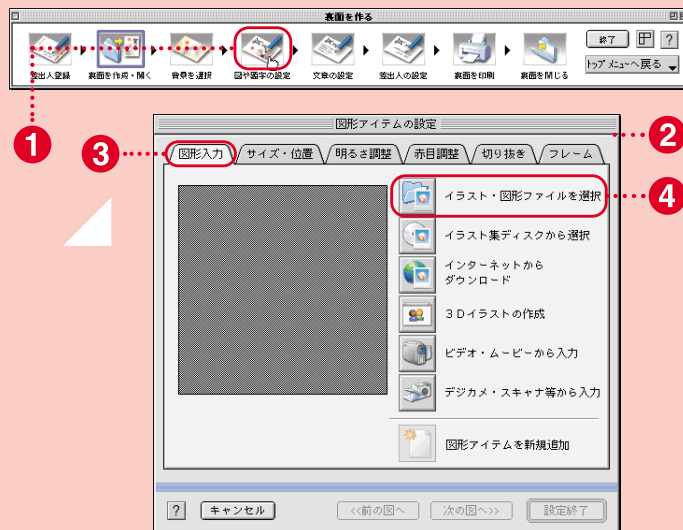 裏面を作る
差出人登録
裏面を作成・開く
背景を選択
図や題字の設定
文章の設定
差出人の設定
裏面を印刷
裏面を閉じる
終了
?
トップメニューへ戻る
1
2
図形アイテムの設定
3
図形入力
サイズ・位置
明るさ調整
赤目調整
切り抜き
フレーム
4
イラスト・図形ファイルを選択
イラスト集ディスクから選択
インターネットから
ダウンロード
3Dイラストの作成
ビデオ・ムービーから入力
デジカメ・スキャナ等から入力
図形アイテムを新規追加
?
キャンセル
<<前の図へ
次の図へ>>
設定終了